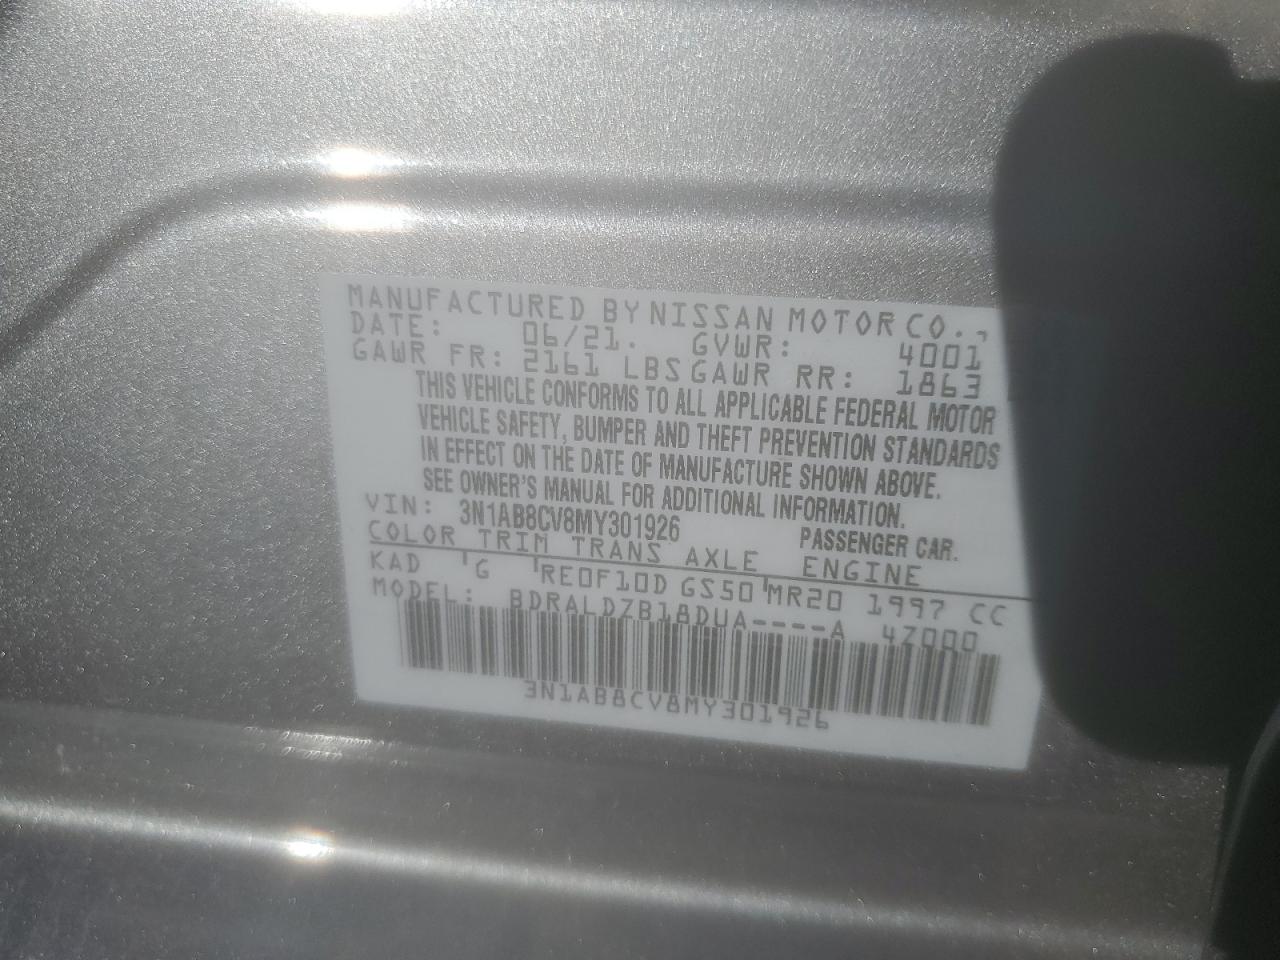 MANUFACTURED BY NISSAN MOTOR CO.,
DATE: 06/21. GVWR: 4001
GAWR FR: 2161 LBS GAWR RR: 1863
THIS VEHICLE CONFORMS TO ALL APPLICABLE FEDERAL MOTOR
VEHICLE SAFETY, BUMPER AND THEFT PREVENTION STANDARDS
IN EFFECT ON THE DATE OF MANUFACTURE SHOWN ABOVE.
SEE OWNER'S MANUAL FOR ADDITIONAL INFORMATION.
VIN: 3N1AB8CV8MY301926 PASSENGER CAR.
COLOR TRIM TRANS AXLE ENGINE
KAD G RE0F10D GS50 MR20 1997 CC
MODEL: BDRALDZB18DUA----A 47000
3N1AB8CV8MY301926